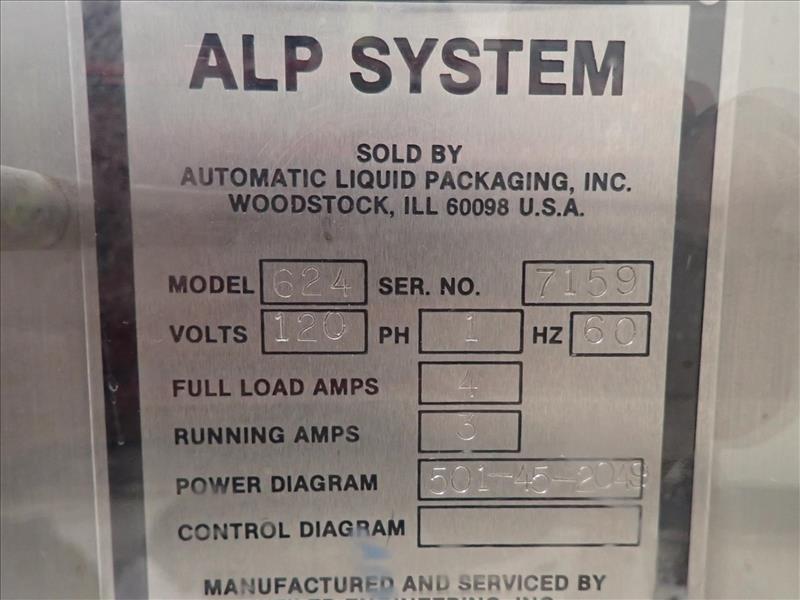 ALP SYSTEM
SOLD BY
AUTOMATIC LIQUID PACKAGING, INC.
WOODSTOCK, ILL 60098 U.S.A.
MODEL 624 SER. NO. 7159
VOLTS 120 PH 1 HZ 60
FULL LOAD AMPS 4
RUNNING AMPS 3
POWER DIAGRAM 501-45-2049
CONTROL DIAGRAM
MANUFACTURED AND SERVICED BY
ENGINEERING, INC.